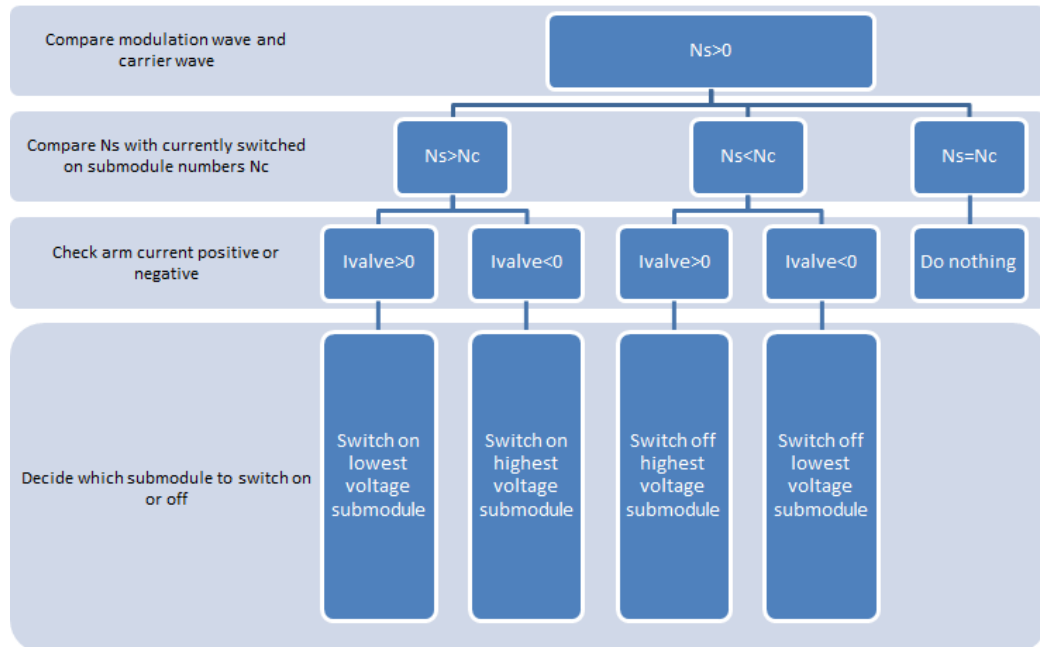 Compare modulation wave and
carrier wave
Ns>0
Compare Ns with currently switched
on submodule numbers Nc
Ns>Nc
Ns<Nc
Ns=Nc
Check arm current positive or
negative
Ivalve>0
Ivalve<0
Ivalve>0
Ivalve<0
Do nothing
Decide which submodule to switch on
or off
Switch on
lowest
voltage
submodule
Switch on
highest
voltage
submodule
Switch off
highest
voltage
submodule
Switch off
lowest
voltage
submodule